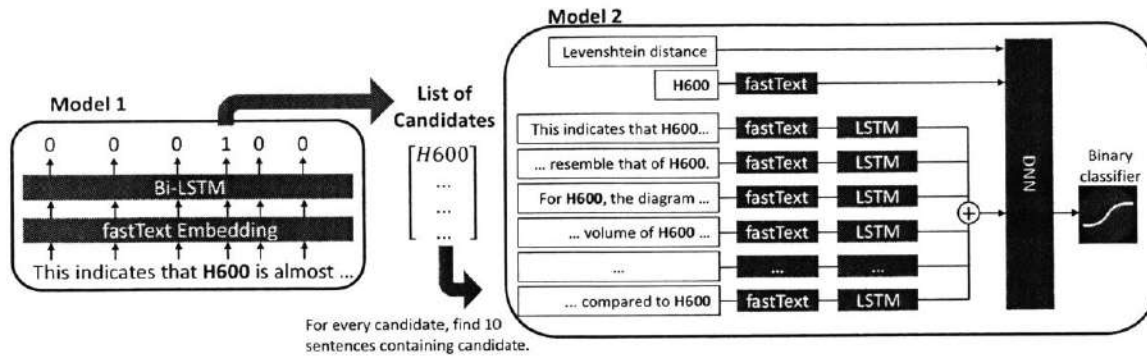 Model 1
0 0 0 1 0 0
Bi-LSTM
fastText Embedding
This indicates that H600 is almost ...
List of
Candidates
H600
...
...
...
For every candidate, find 10
sentences containing candidate.
Model 2
Levenshtein distance
H600 fastText
This indicates that H600... fastText LSTM
... resemble that of H600. fastText LSTM
For H600, the diagram ... fastText LSTM
... volume of H600 ... fastText LSTM
... ... ...
... compared to H600 fastText LSTM
+
DNN
Binary
classifier